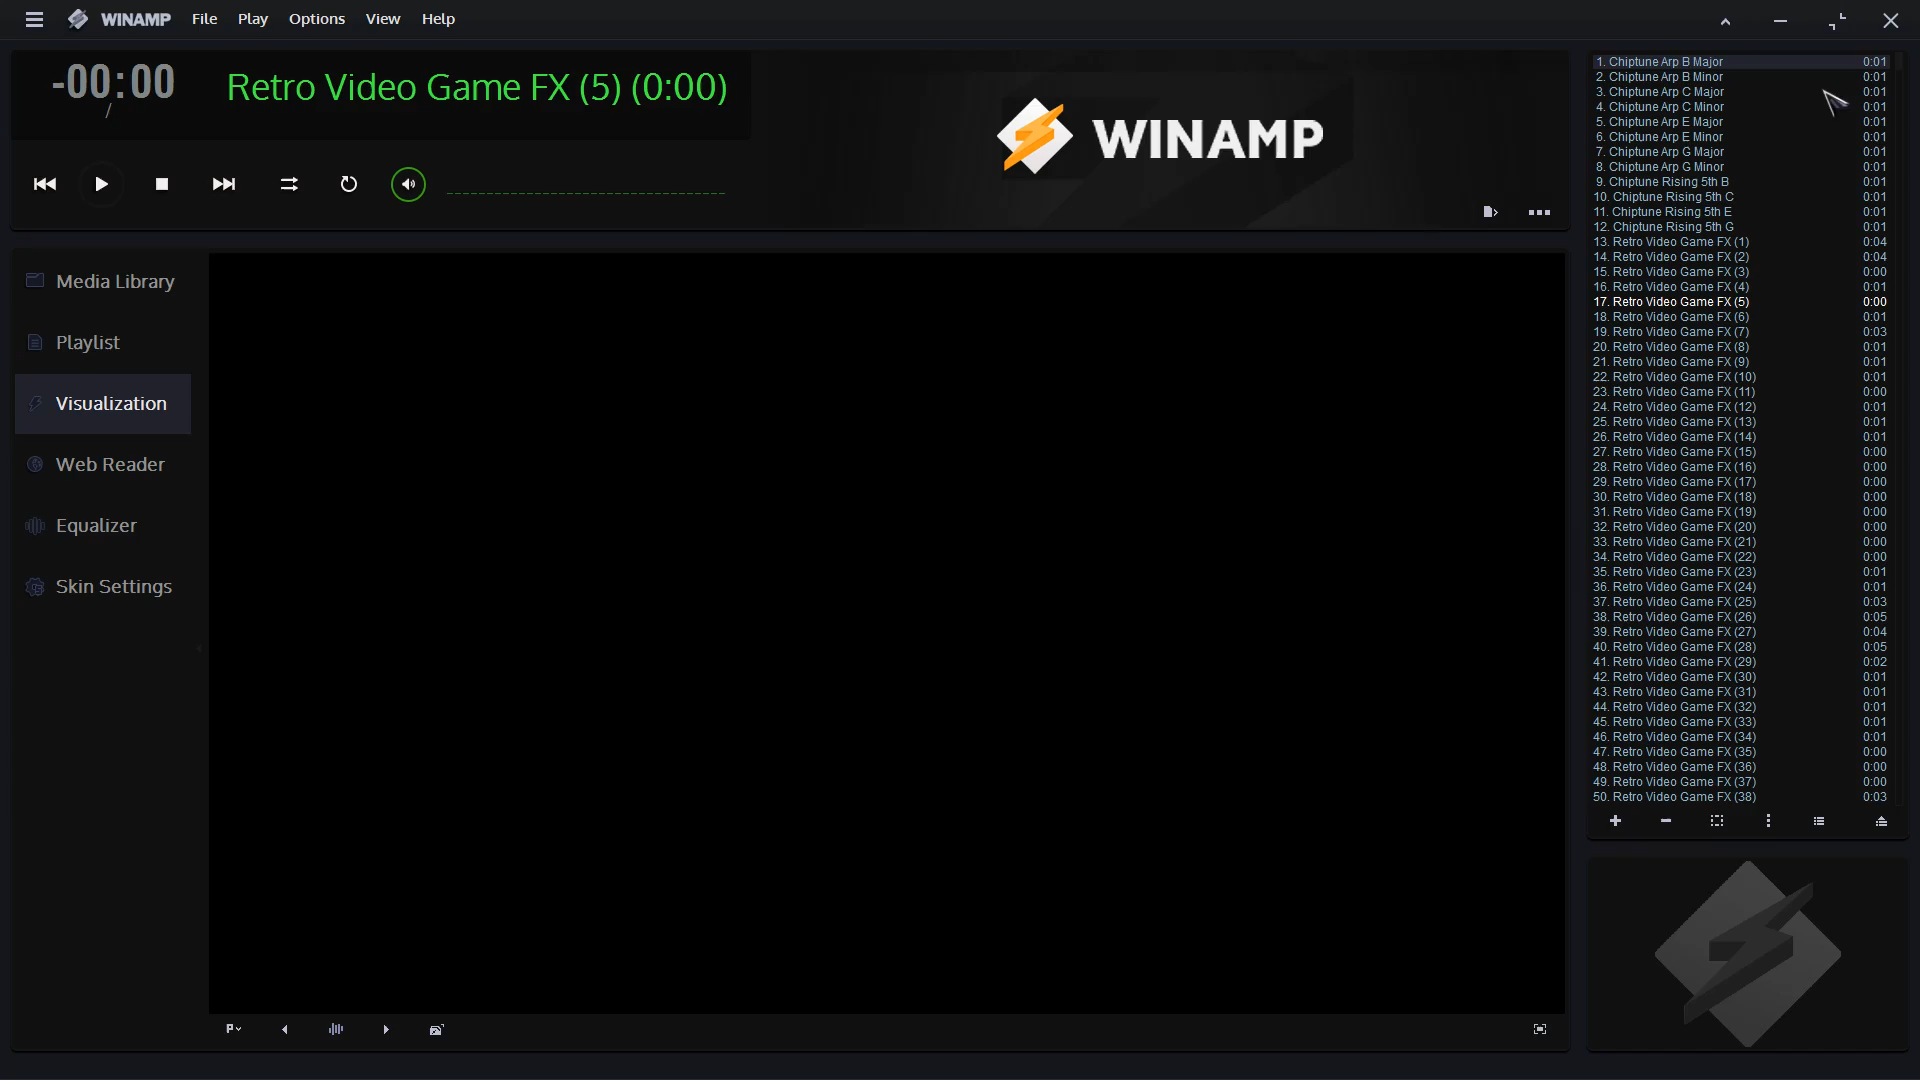 WINAMP File Play Options View Help
-00:00
/
Retro Video Game FX (5) (0:00)
WINAMP
Media Library
Playlist
Visualization
Web Reader
Equalizer
Skin Settings
1. Chiptune Arp B Major 0:01
2. Chiptune Arp B Minor 0:01
3. Chiptune Arp C Major 0:01
4. Chiptune Arp C Minor 0:01
5. Chiptune Arp E Major 0:01
6. Chiptune Arp E Minor 0:01
7. Chiptune Arp G Major 0:01
8. Chiptune Arp G Minor 0:01
9. Chiptune Rising 5th B 0:01
10. Chiptune Rising 5th C 0:01
11. Chiptune Rising 5th E 0:01
12. Chiptune Rising 5th G 0:01
13. Retro Video Game FX (1) 0:04
14. Retro Video Game FX (2) 0:04
15. Retro Video Game FX (3) 0:00
16. Retro Video Game FX (4) 0:01
17. Retro Video Game FX (5) 0:00
18. Retro Video Game FX (6) 0:01
19. Retro Video Game FX (7) 0:03
20. Retro Video Game FX (8) 0:01
21. Retro Video Game FX (9) 0:01
22. Retro Video Game FX (10) 0:01
23. Retro Video Game FX (11) 0:00
24. Retro Video Game FX (12) 0:01
25. Retro Video Game FX (13) 0:01
26. Retro Video Game FX (14) 0:01
27. Retro Video Game FX (15) 0:00
28. Retro Video Game FX (16) 0:00
29. Retro Video Game FX (17) 0:00
30. Retro Video Game FX (18) 0:00
31. Retro Video Game FX (19) 0:00
32. Retro Video Game FX (20) 0:00
33. Retro Video Game FX (21) 0:00
34. Retro Video Game FX (22) 0:00
35. Retro Video Game FX (23) 0:01
36. Retro Video Game FX (24) 0:01
37. Retro Video Game FX (25) 0:03
38. Retro Video Game FX (26) 0:05
39. Retro Video Game FX (27) 0:04
40. Retro Video Game FX (28) 0:05
41. Retro Video Game FX (29) 0:02
42. Retro Video Game FX (30) 0:01
43. Retro Video Game FX (31) 0:01
44. Retro Video Game FX (32) 0:01
45. Retro Video Game FX (33) 0:01
46. Retro Video Game FX (34) 0:01
47. Retro Video Game FX (35) 0:00
48. Retro Video Game FX (36) 0:00
49. Retro Video Game FX (37) 0:00
50. Retro Video Game FX (38) 0:03